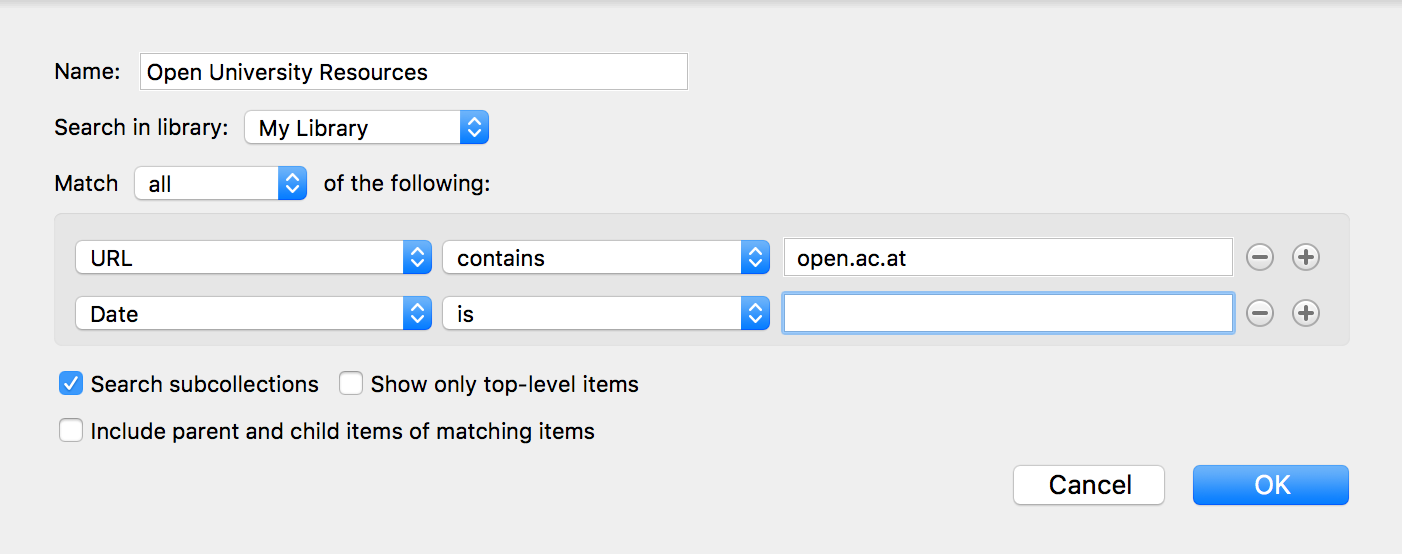 Name: Open University Resources
Search in library: My Library
Match all of the following:
URL contains open.ac.at
Date is
Search subcollections Show only top-level items
Include parent and child items of matching items
Cancel OK